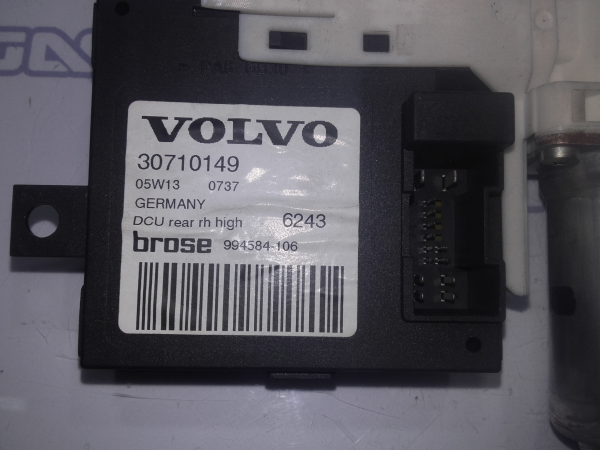 VOLVO
30710149
05W13 0737
GERMANY
DCU rear rh high 6243
brose 994584-106